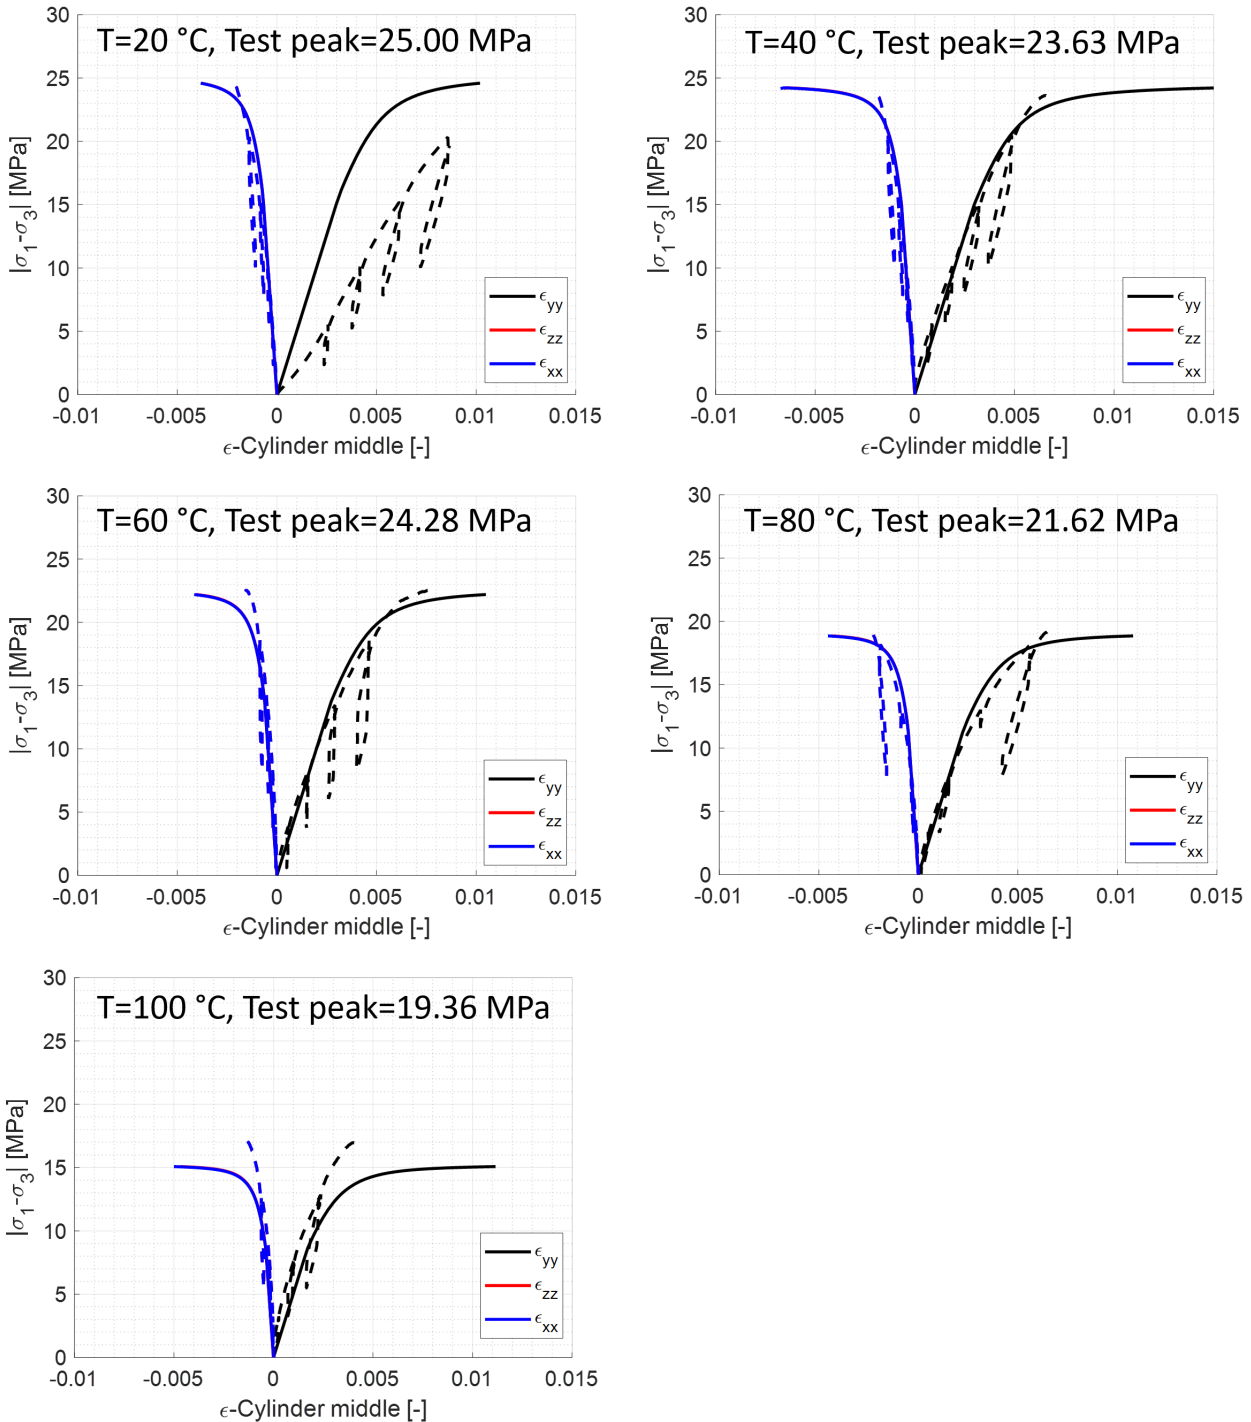 T=20 °C, Test peak=25.00 MPa
30
25
20
15
10
5
0
|σ1-σ3| [MPa]
-0.01 -0.005 0 0.005 0.01 0.015
ϵ-Cylinder middle [-]
ϵyy
ϵzz
ϵxx
T=40 °C, Test peak=23.63 MPa
30
25
20
15
10
5
0
|σ1-σ3| [MPa]
-0.01 -0.005 0 0.005 0.01 0.015
ϵ-Cylinder middle [-]
ϵyy
ϵzz
ϵxx
T=60 °C, Test peak=24.28 MPa
30
25
20
15
10
5
0
|σ1-σ3| [MPa]
-0.01 -0.005 0 0.005 0.01 0.015
ϵ-Cylinder middle [-]
ϵyy
ϵzz
ϵxx
T=80 °C, Test peak=21.62 MPa
30
25
20
15
10
5
0
|σ1-σ3| [MPa]
-0.01 -0.005 0 0.005 0.01 0.015
ϵ-Cylinder middle [-]
ϵyy
ϵzz
ϵxx
T=100 °C, Test peak=19.36 MPa
30
25
20
15
10
5
0
|σ1-σ3| [MPa]
-0.01 -0.005 0 0.005 0.01 0.015
ϵ-Cylinder middle [-]
ϵyy
ϵzz
ϵxx